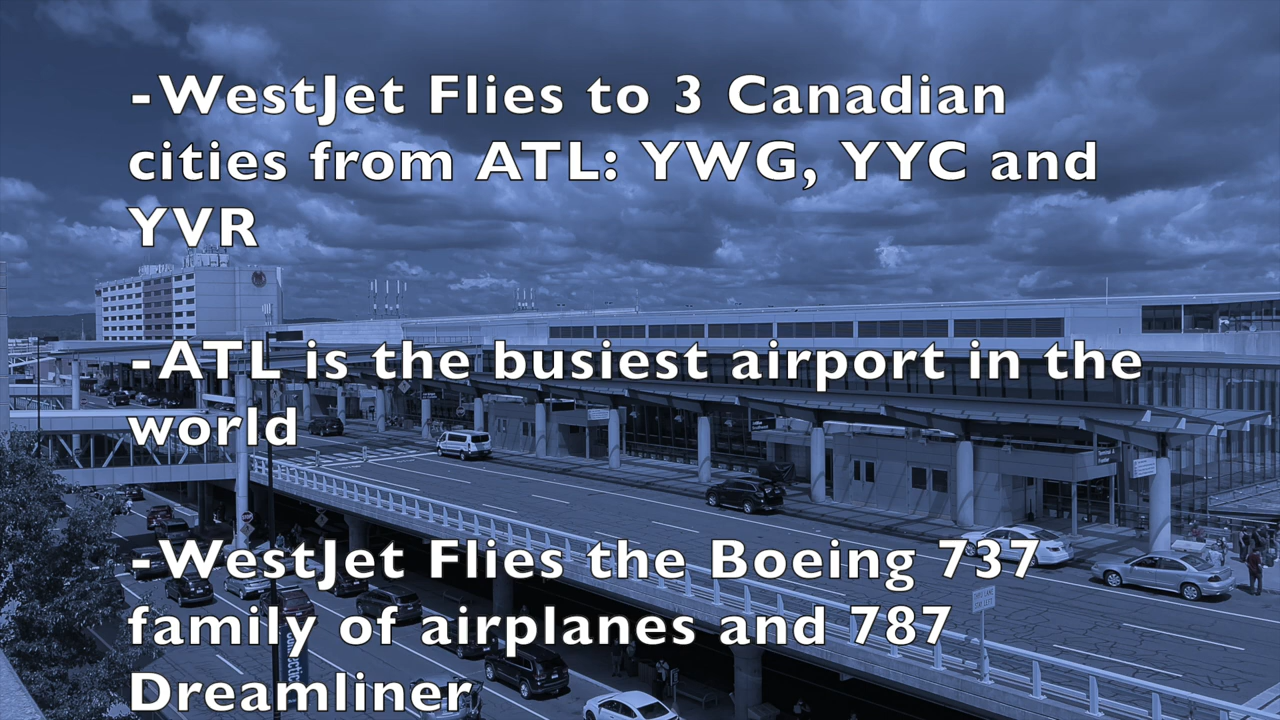 -WestJet Flies to 3 Canadian
cities from ATL: YWG, YYC and
YVR
-ATL is the busiest airport in the
world
-WestJet Flies the Boeing 737
family of airplanes and 787
Dreamliner